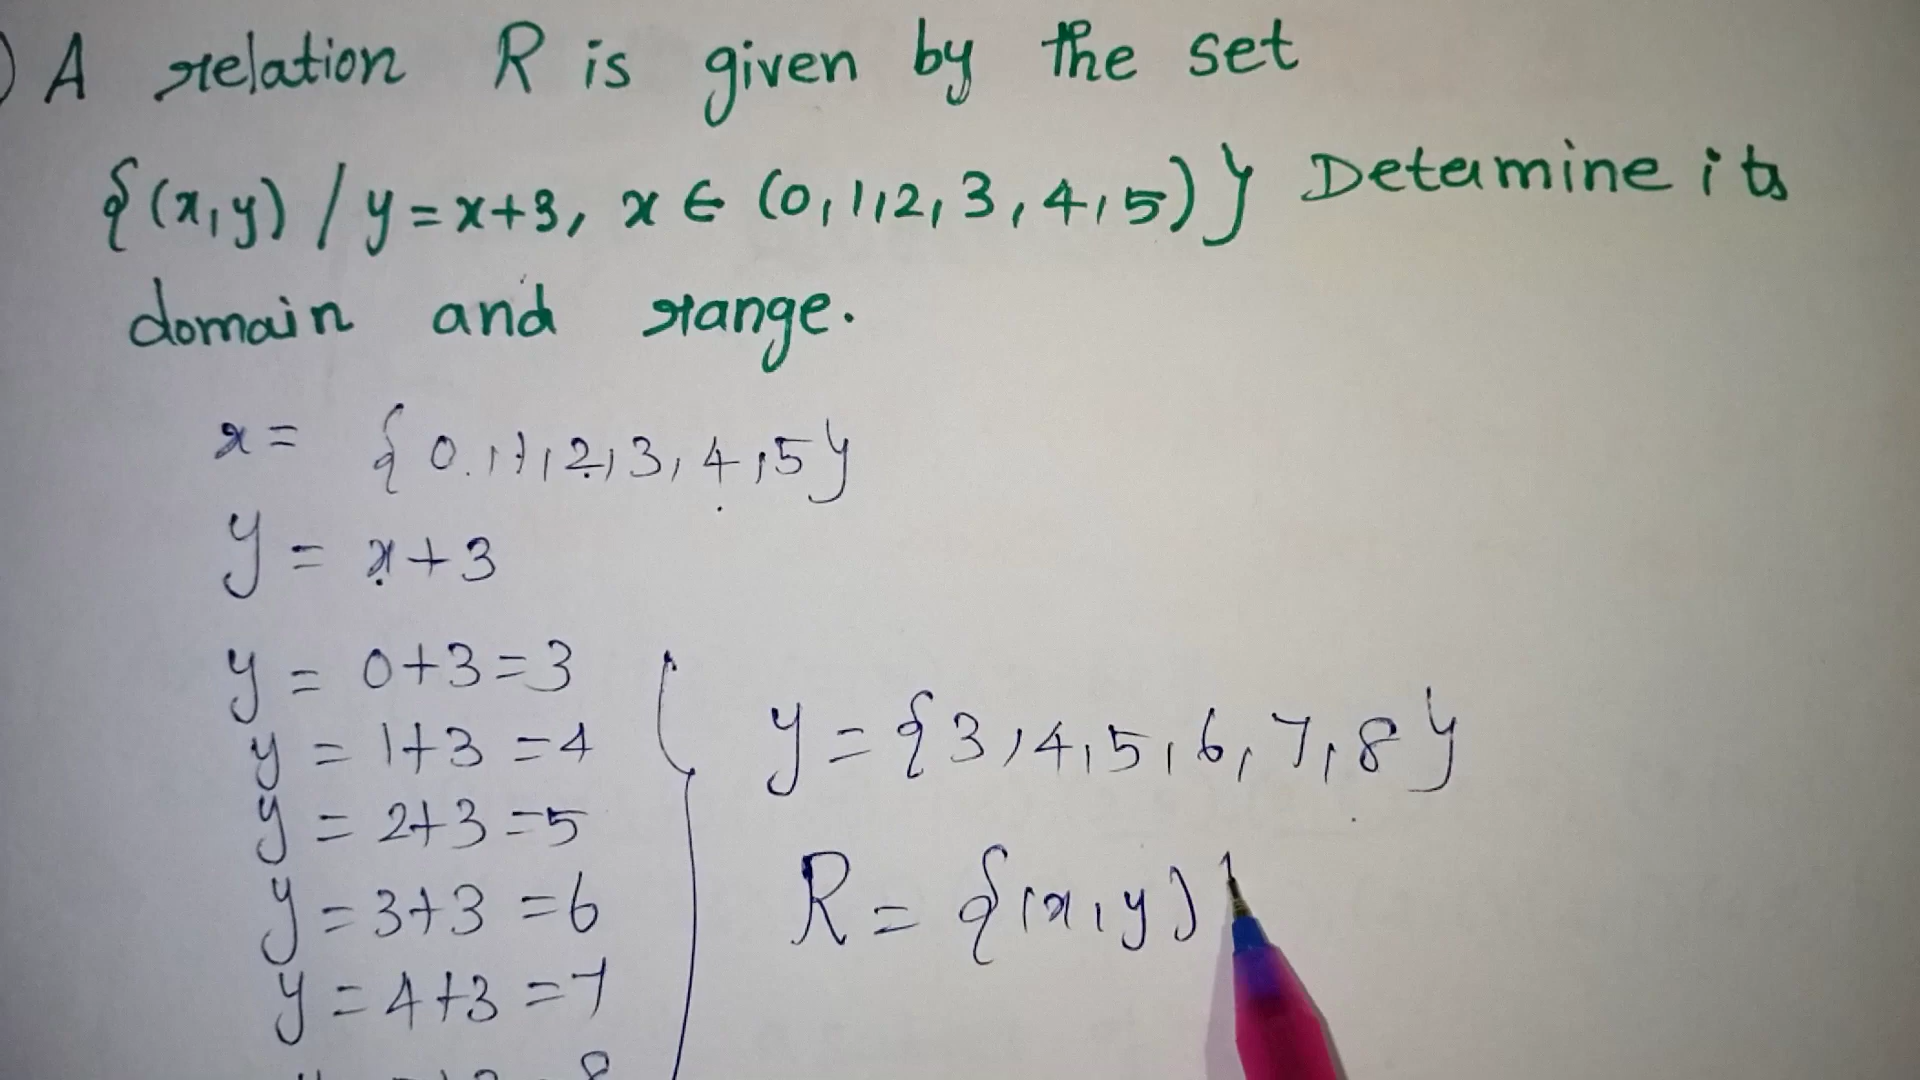 ) A relation R is given by the set
{(x,y) / y=x+3, x ∈ (0,1,2,3,4,5)} Determine its
domain and range.
x = {0,1,2,3,4,5}
y = x+3
y = 0+3=3
y = 1+3=4
y = 2+3=5
y = 3+3=6
y = 4+3=7
y = {3,4,5,6,7,8}
R = {(x,y)